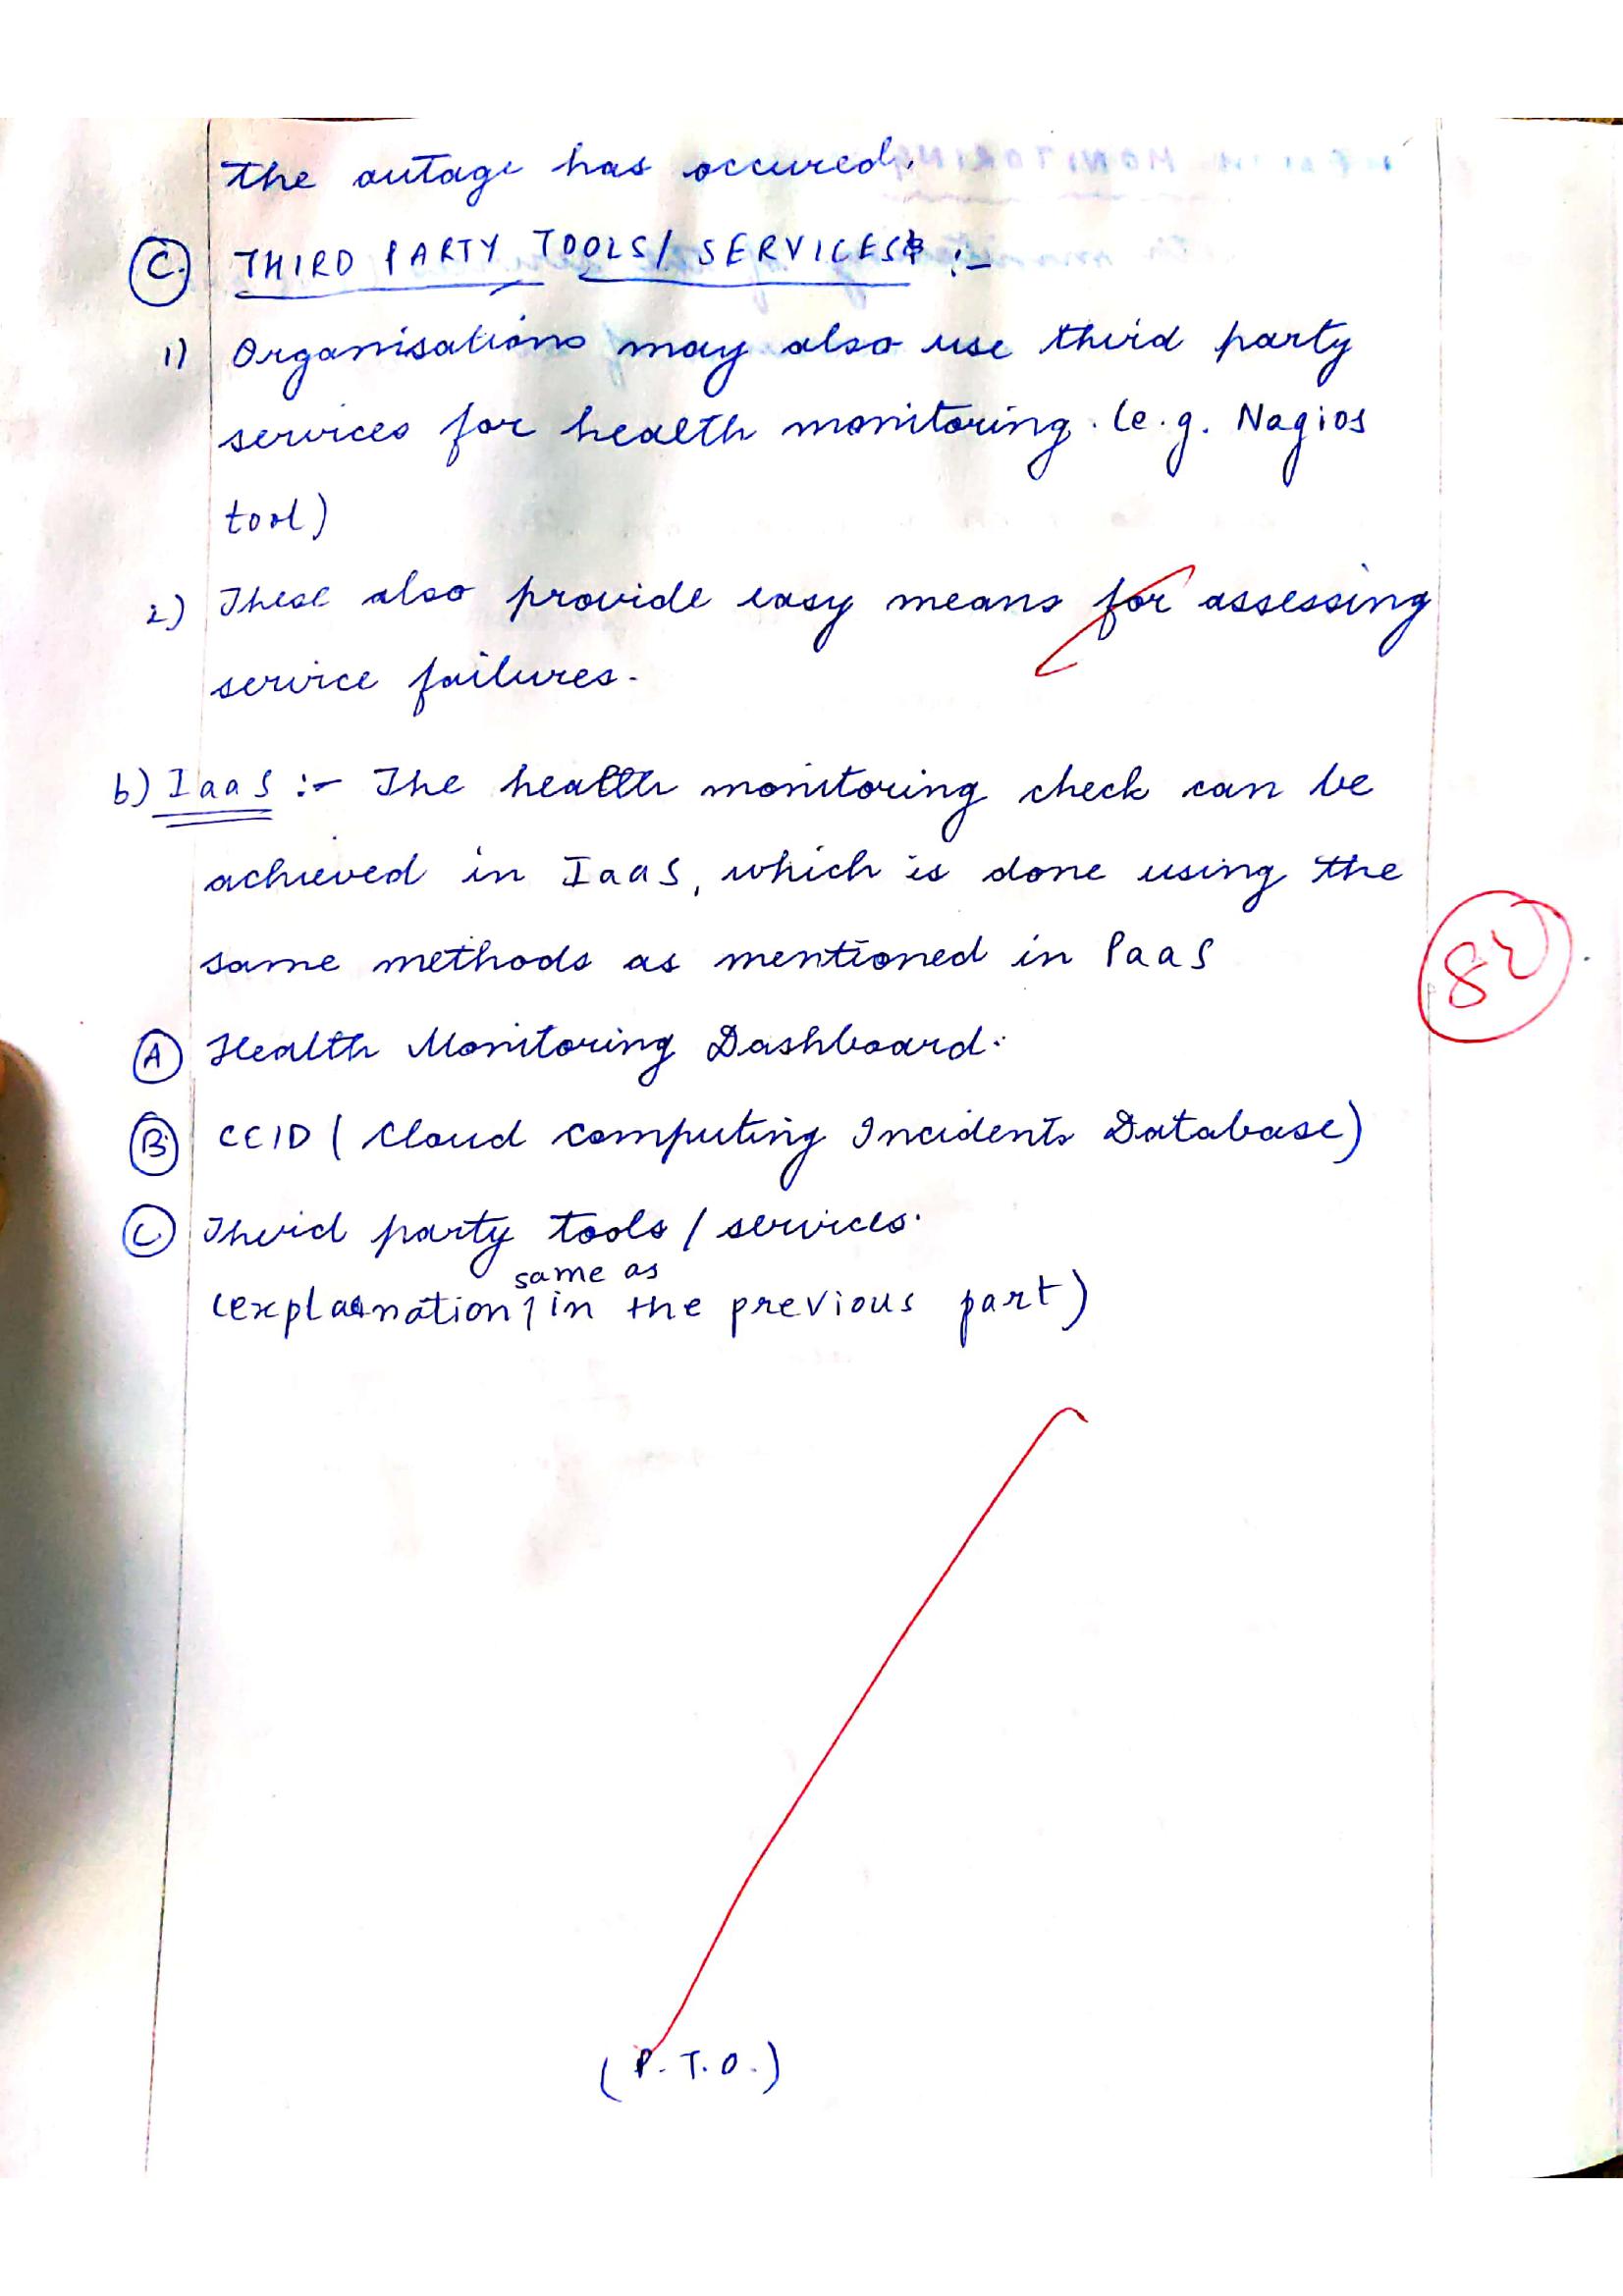 the outage has occured.
C. THIRD PARTY TOOLS/ SERVICES :-
1) Organisations may also use third party
services for health monitoring. (e.g. Nagios
tool)
2) These also provide easy means for assessing
service failures.
b) IaaS :- The health monitoring check can be
achieved in IaaS, which is done using the
same methods as mentioned in PaaS
A Health Monitoring Dashboard.
B. CCID ( Cloud computing Incidents Database)
C. Third party tools / services.
(explanation same as in the previous part)
(P.T.O.)